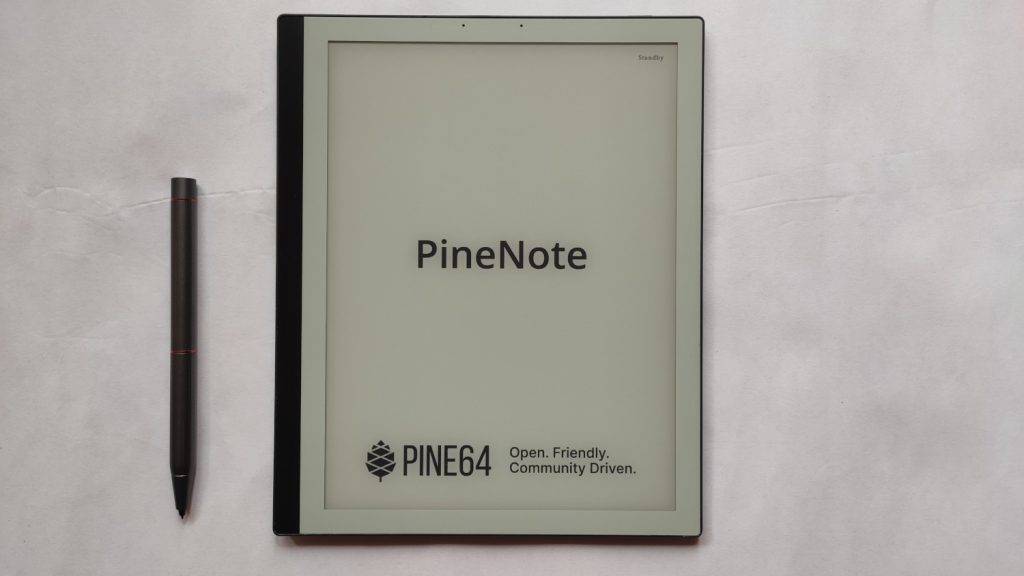 Standby
PineNote
PINE64
Open. Friendly.
Community Driven.